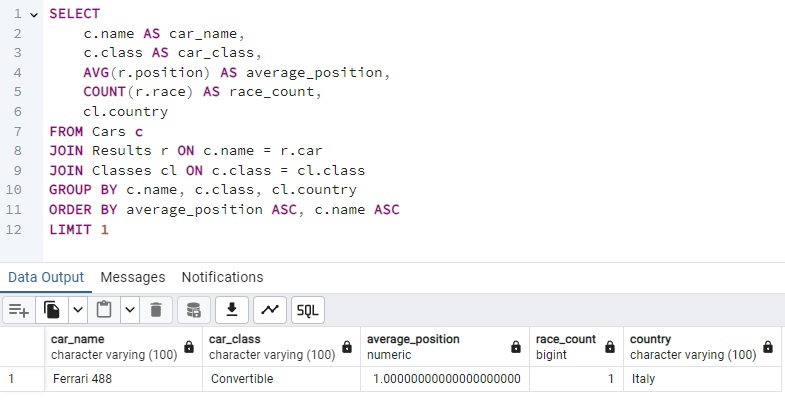 1 SELECT
2 c.name AS car_name,
3 c.class AS car_class,
4 AVG(r.position) AS average_position,
5 COUNT(r.race) AS race_count,
6 cl.country
7 FROM Cars c
8 JOIN Results r ON c.name = r.car
9 JOIN Classes cl ON c.class = cl.class
10 GROUP BY c.name, c.class, cl.country
11 ORDER BY average_position ASC, c.name ASC
12 LIMIT 1
Data Output Messages Notifications
SQL
car_name car_class average_position race_count country
character varying (100) character varying (100) numeric bigint character varying (100)
1 Ferrari 488 Convertible 1.00000000000000000000 1 Italy